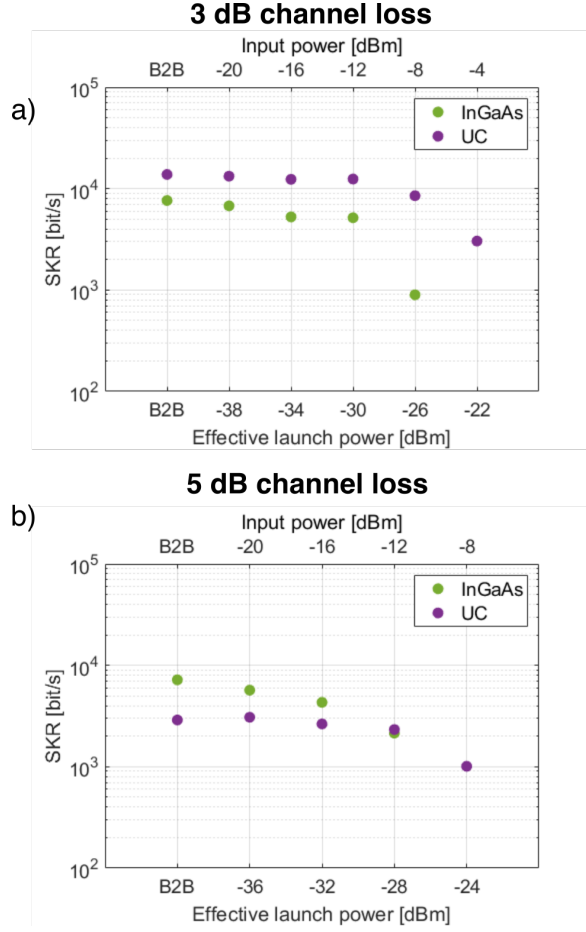 3 dB channel loss
a)
Input power [dBm]
B2B -20 -16 -12 -8 -4
10^5
InGaAs
UC
10^4
SKR [bit/s]
10^3
10^2
B2B -38 -34 -30 -26 -22
Effective launch power [dBm]
5 dB channel loss
b)
Input power [dBm]
B2B -20 -16 -12 -8
10^5
InGaAs
UC
10^4
SKR [bit/s]
10^3
10^2
B2B -36 -32 -28 -24
Effective launch power [dBm]